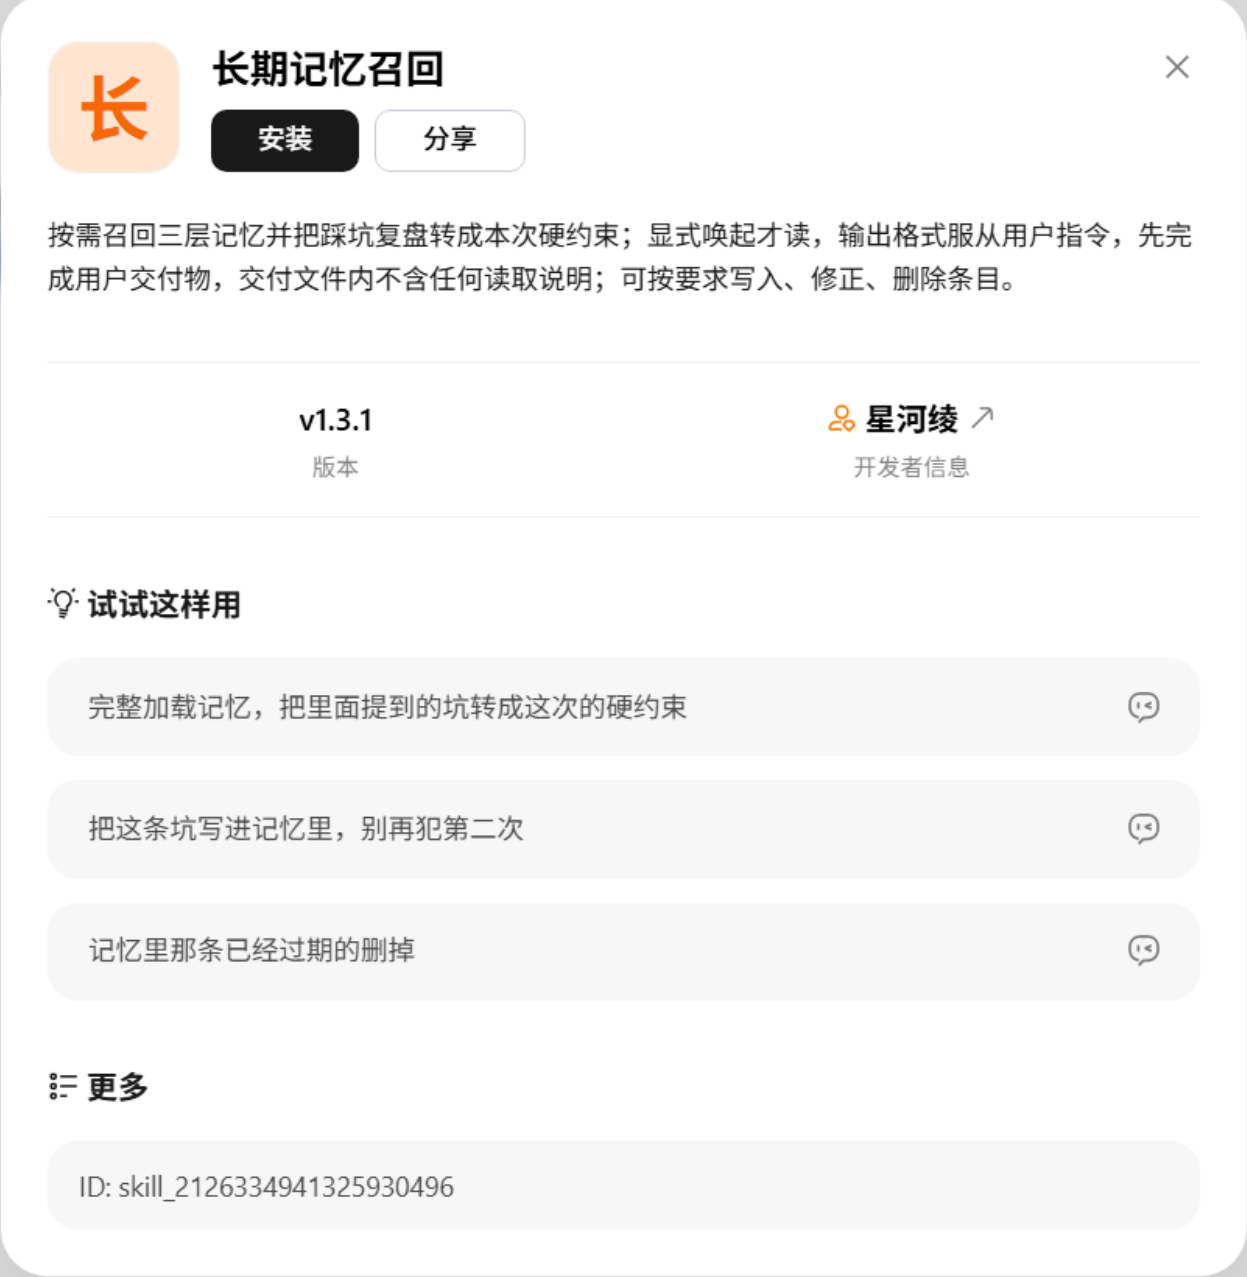 长
长期记忆召回
安装
分享
按需召回三层记忆并把踩坑复盘转成本次硬约束；显式唤起才读，输出格式服从用户指令，先完
成用户交付物，交付文件内不含任何读取说明；可按要求写入、修正、删除条目。
v1.3.1
版本
星河绫
开发者信息
试试这样用
完整加载记忆，把里面提到的坑转成这次的硬约束
把这条坑写进记忆里，别再犯第二次
记忆里那条已经过期的删掉
更多
ID: skill_2126334941325930496